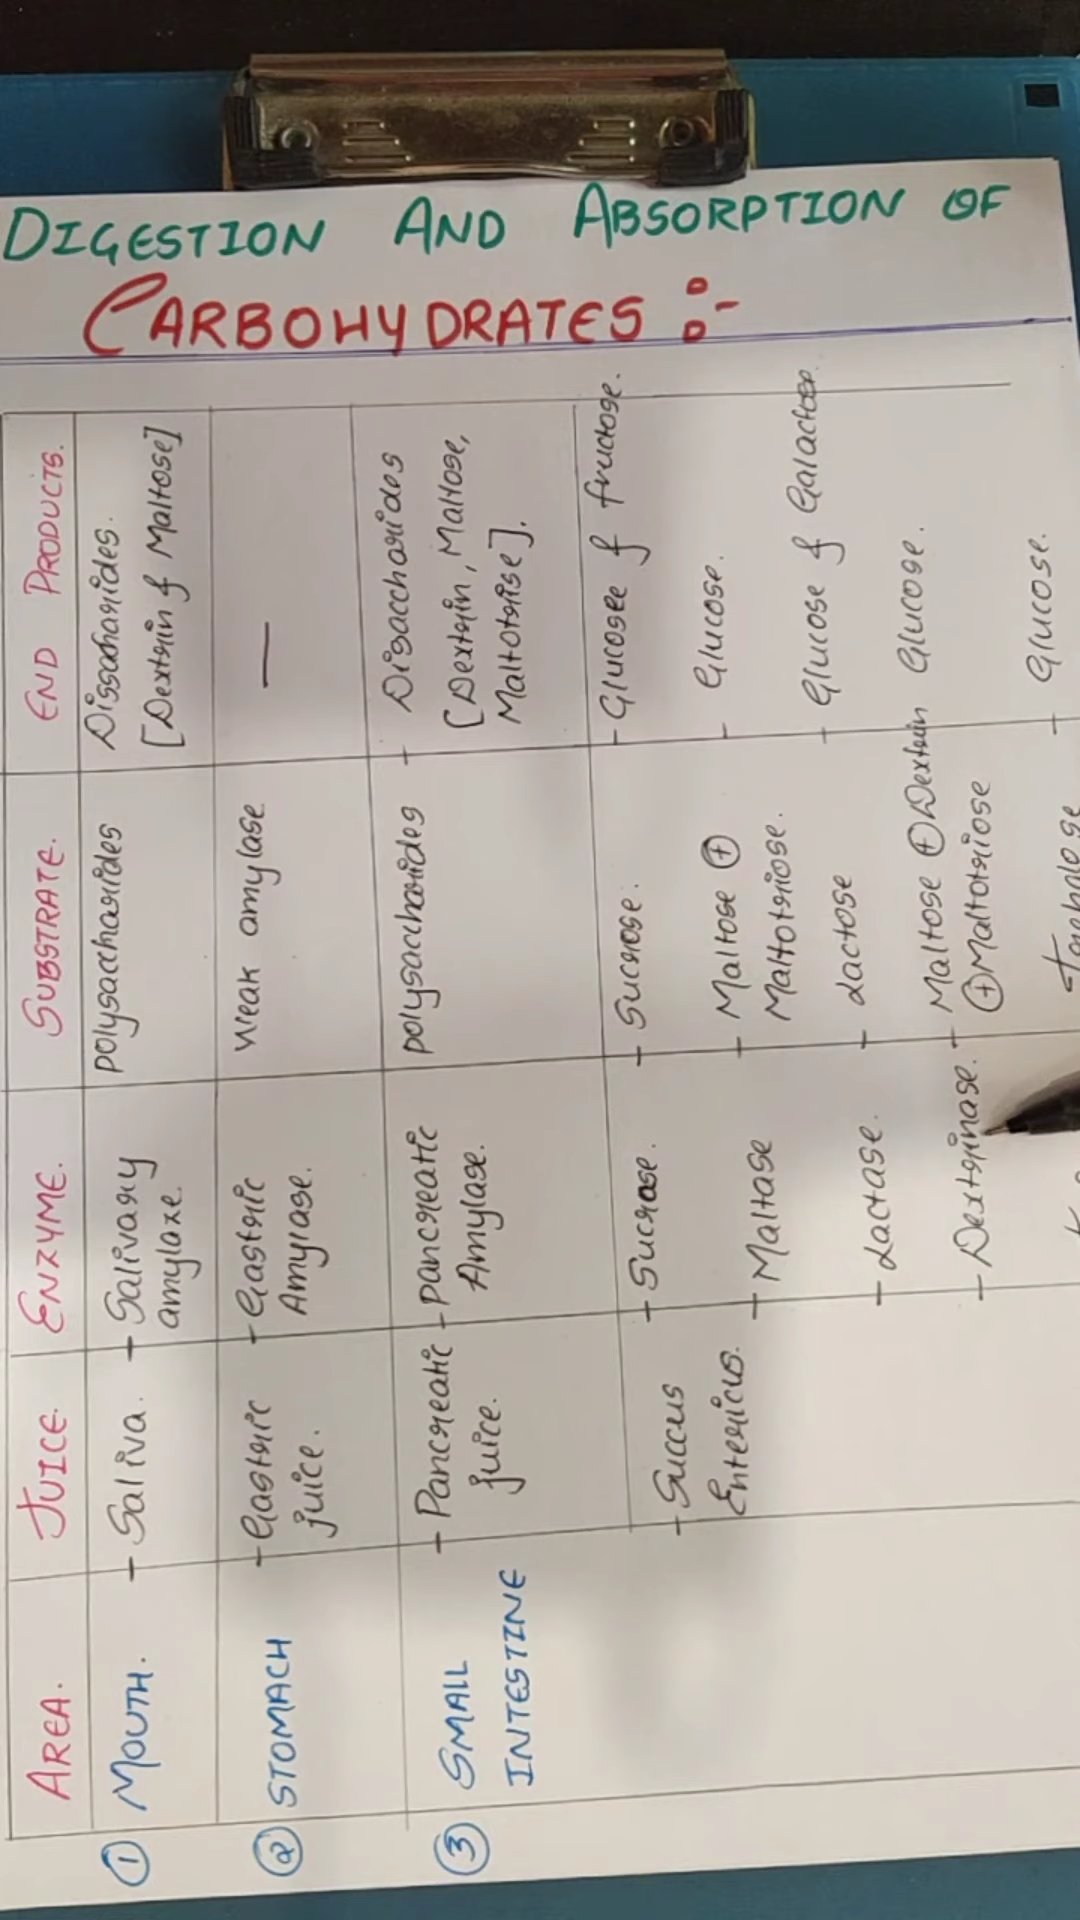 DIGESTION AND ABSORPTION OF
CARBOHYDRATES :-
AREA. JUICE. ENZYME. SUBSTRATE. END PRODUCTS.
① MOUTH. - Saliva. - Salivary polysaccharides Dissacharides.
amylaxe. [Dextrin & Maltose]
② STOMACH - Gastric - Gastric Weak amylase —
juice. Amylase.
③ SMALL - Pancreatic - pancreatic polysaccharides - Disaccharides
INTESTINE juice. Amylase. [Dextrin, Maltose,
Maltotrise].
- Succus - Sucrase. - Sucrose. - Glucosee & fructose.
Entericus. - Maltase - Maltose ⊕ - Glucose.
Maltotriose.
- Lactase. - Lactose - Glucose & Galactose.
- Dextrinase. - Maltose ⊕ Dextrin Glucose.
⊕ Maltotriose
- Glucose.